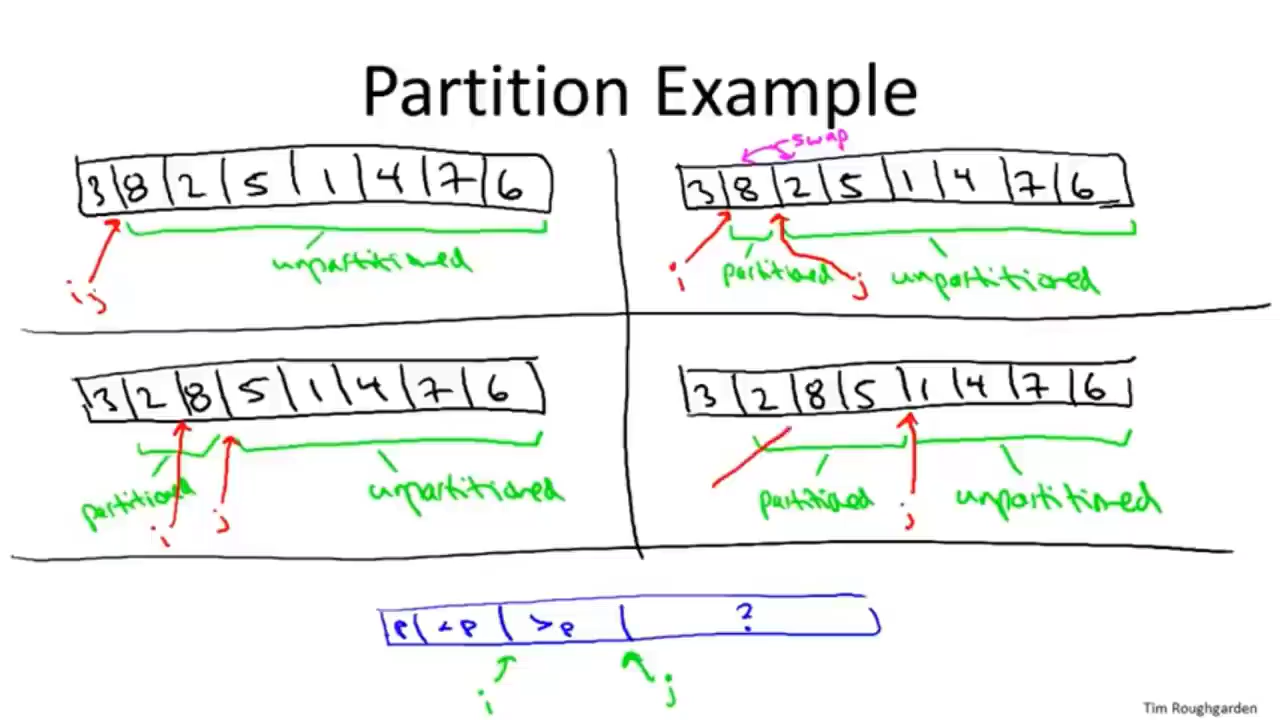 Partition Example
swap
3 8 2 5 1 4 7 6
unpartitioned
i j
3 8 2 5 1 4 7 6
i partitioned j unpartitioned
3 2 8 5 1 4 7 6
partitioned unpartitioned
i j
3 2 8 5 1 4 7 6
partitioned unpartitioned
j
p <p >p ?
i j
Tim Roughgarden